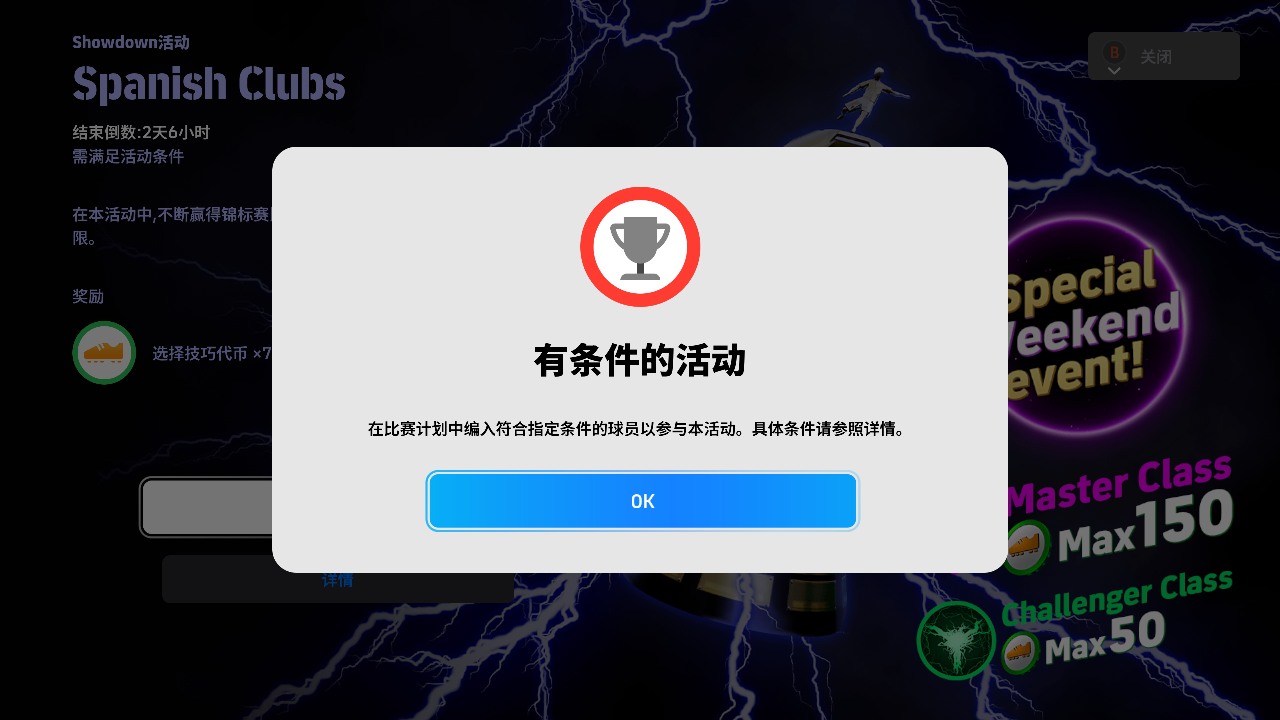 Showdown活动
Spanish Clubs
结束倒数:2天6小时
需满足活动条件
在本活动中,不断赢得锦标赛
限。
奖励
选择技巧代币 ×7
详情
B 关闭
有条件的活动
在比赛计划中编入符合指定条件的球员以参与本活动。具体条件请参照详情。
OK
Special
Weekend
event!
Master Class
Max150
Challenger Class
Max50